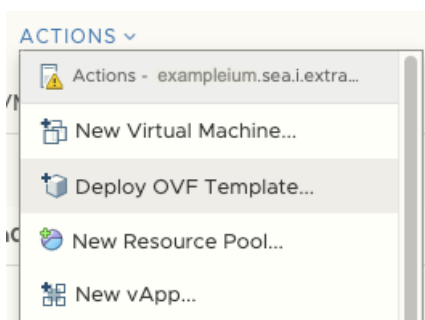 ACTIONS
Actions - exampleium.sea.i.extra...
New Virtual Machine...
Deploy OVF Template...
New Resource Pool...
New vApp...